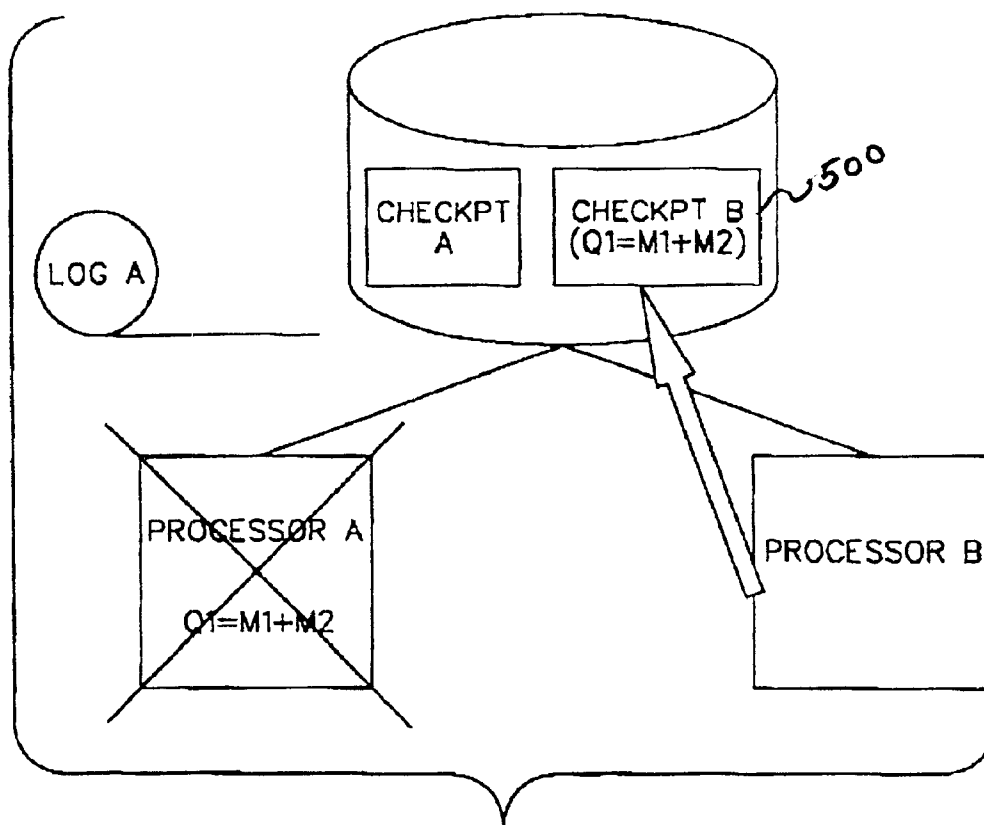 CHECKPT
A
CHECKPT B
(Q1=M1+M2)
500
LOG A
PROCESSOR A
Q1=M1+M2
PROCESSOR B